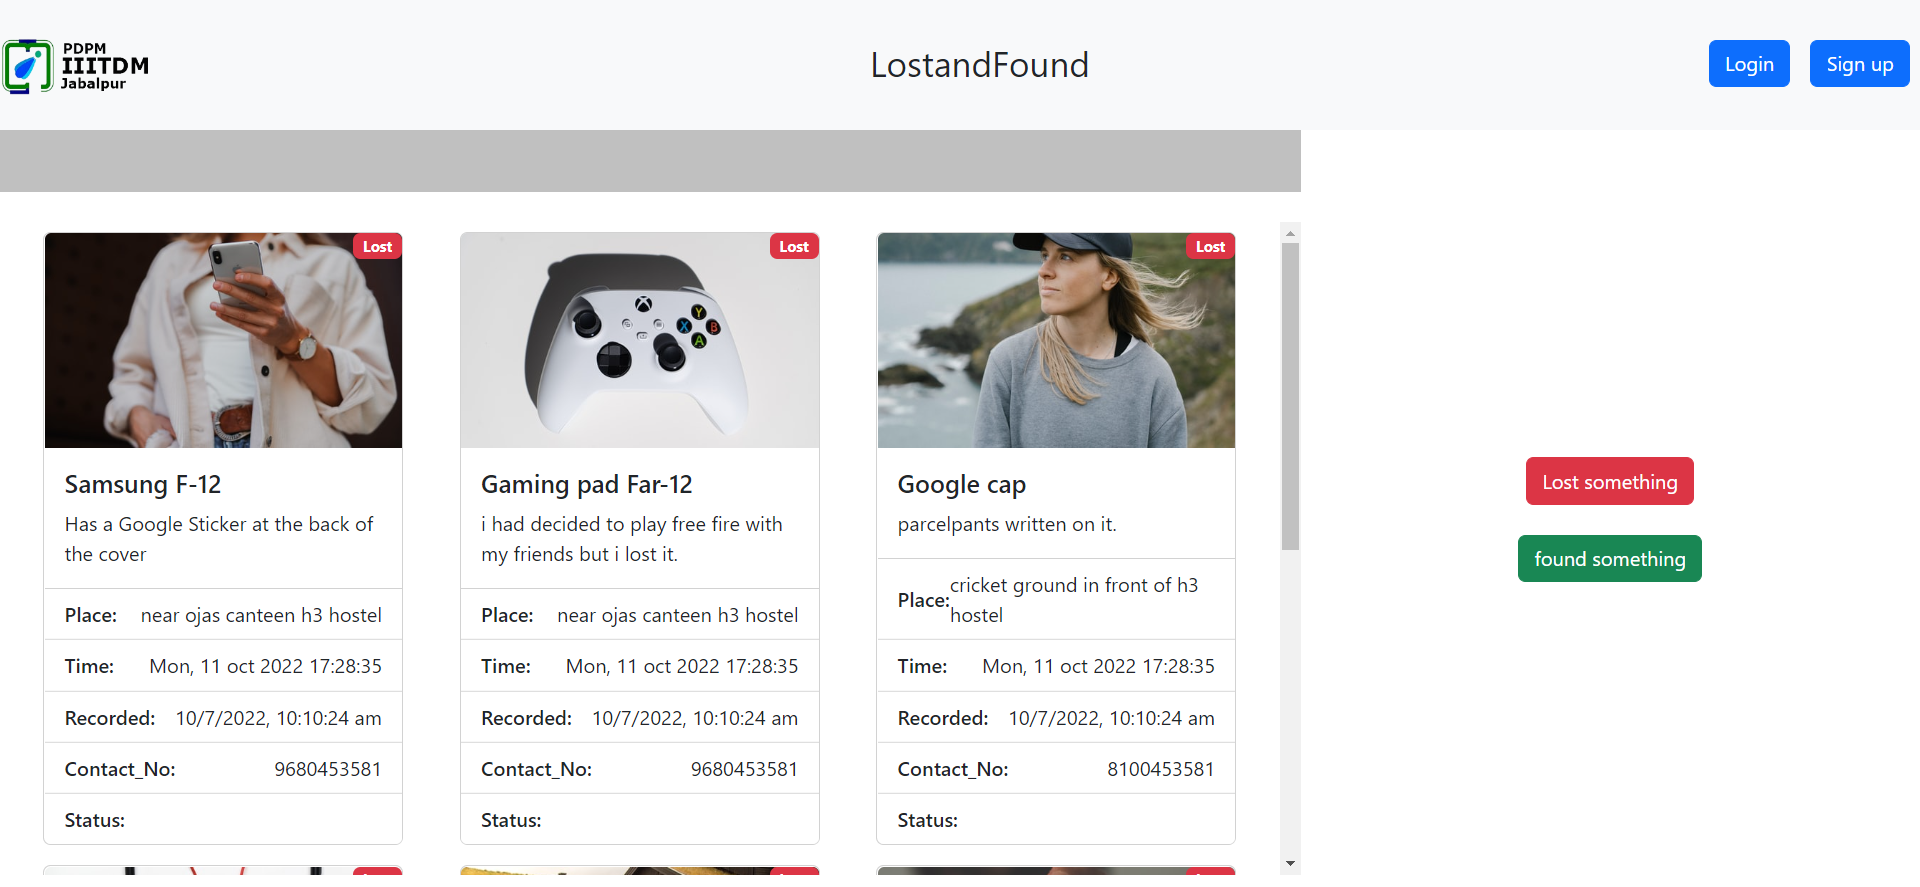 PDPM
IIITDM
Jabalpur
LostandFound
Login
Sign up
Lost
Samsung F-12
Has a Google Sticker at the back of
the cover
Place: near ojas canteen h3 hostel
Time: Mon, 11 oct 2022 17:28:35
Recorded: 10/7/2022, 10:10:24 am
Contact_No: 9680453581
Status:
Lost
Y
X
B
A
Gaming pad Far-12
i had decided to play free fire with
my friends but i lost it.
Place: near ojas canteen h3 hostel
Time: Mon, 11 oct 2022 17:28:35
Recorded: 10/7/2022, 10:10:24 am
Contact_No: 9680453581
Status:
Lost
Google cap
parcelpants written on it.
Place: cricket ground in front of h3
hostel
Time: Mon, 11 oct 2022 17:28:35
Recorded: 10/7/2022, 10:10:24 am
Contact_No: 8100453581
Status:
Lost something
found something